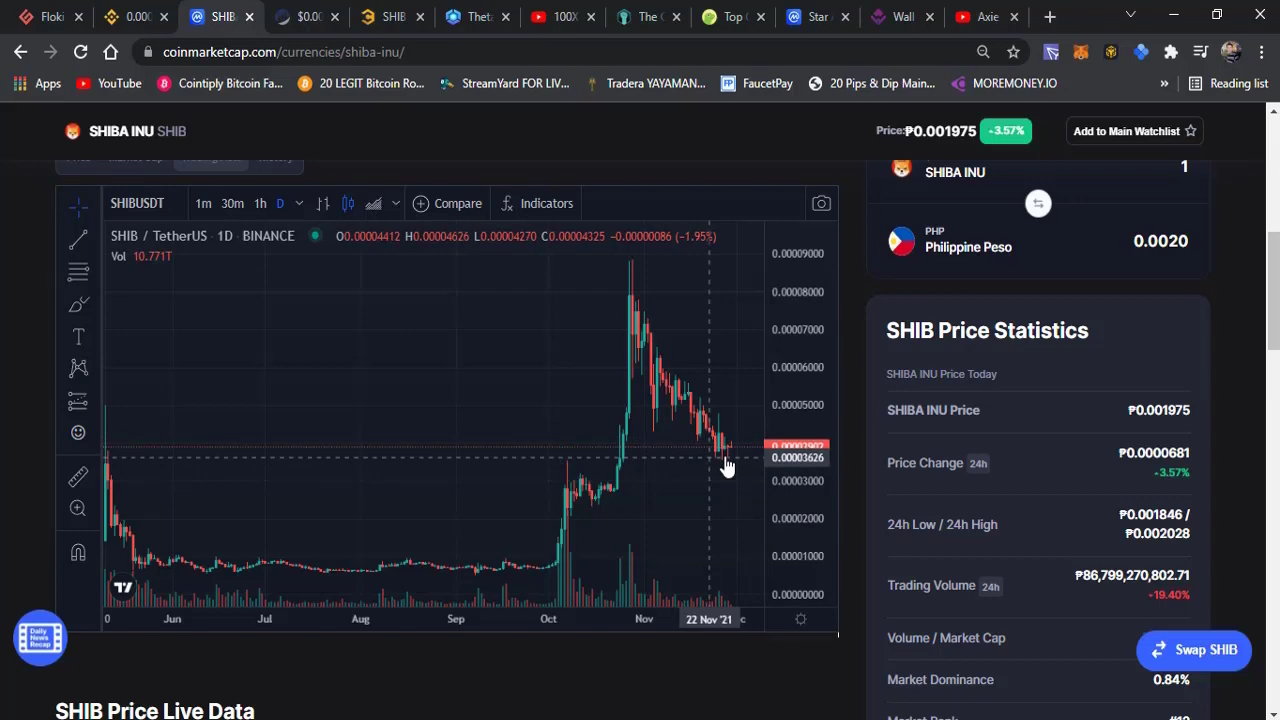 Floki
0.000
SHIB
$0.00
SHIB
Theta
100X
The C
Top C
Star A
Wall
Axie
coinmarketcap.com/currencies/shiba-inu/
Apps
YouTube
Cointiply Bitcoin Fa...
20 LEGIT Bitcoin Ro...
StreamYard FOR LIV...
Tradera YAYAMAN...
FaucetPay
20 Pips & Dip Main...
MOREMONEY.IO
»
Reading list
SHIBA INU SHIB
Price:₱0.001975
3.57%
Add to Main Watchlist
SHIBUSDT
1m 30m 1h D
Compare
Indicators
SHIB / TetherUS · 1D · BINANCE O0.00004412 H0.00004626 L0.00004270 C0.00004325 -0.00000086 (-1.95%)
Vol 10.771T
0.00009000
0.00008000
0.00007000
0.00006000
0.00005000
0.00003626
0.00003000
0.00002000
0.00001000
0.00000000
0 Jun Jul Aug Sep Oct Nov 22 Nov '21
Daily
News
Recap
SHIB Price Live Data
SHIBA INU
1
PHP
Philippine Peso
0.0020
SHIB Price Statistics
SHIBA INU Price Today
SHIBA INU Price
₱0.001975
Price Change 24h
₱0.0000681
-3.57%
24h Low / 24h High
₱0.001846 /
₱0.002028
Trading Volume 24h
₱86,799,270,802.71
-19.40%
Volume / Market Cap
Swap SHIB
Market Dominance
0.84%